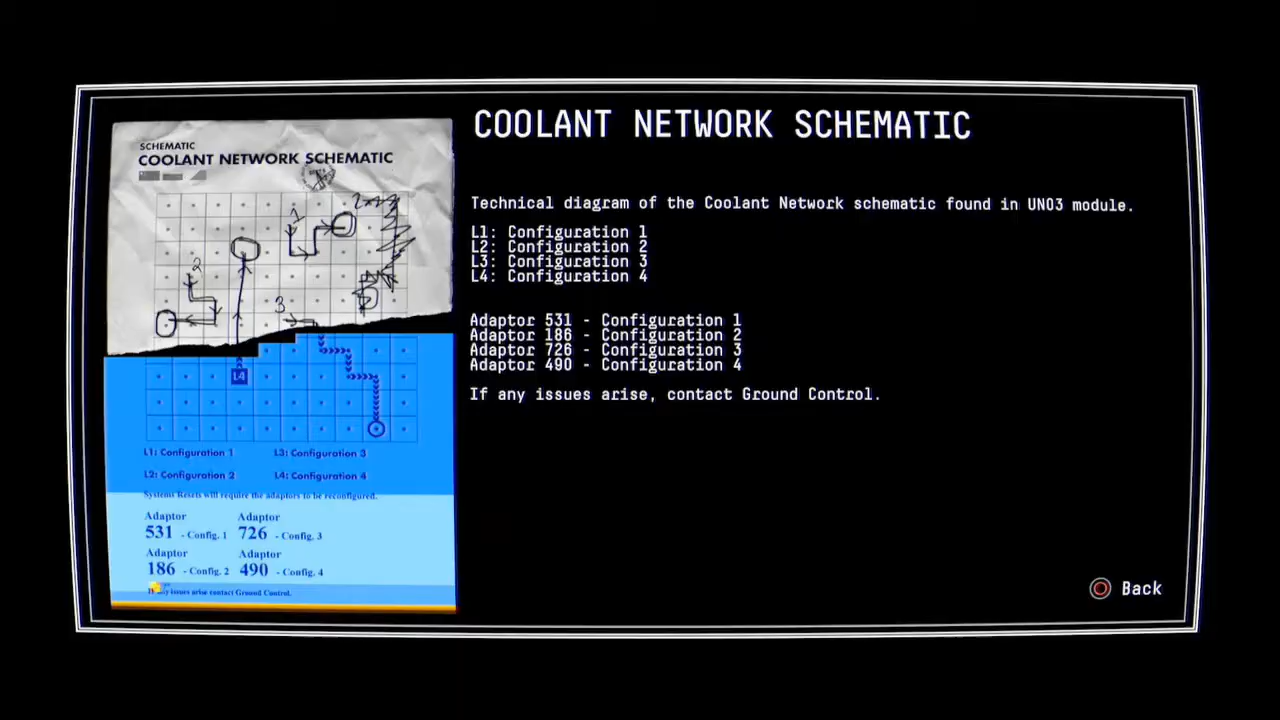 COOLANT NETWORK SCHEMATIC
SCHEMATIC
COOLANT NETWORK SCHEMATIC
Technical diagram of the Coolant Network schematic found in UNO3 module.
L1: Configuration 1
L2: Configuration 2
L3: Configuration 3
L4: Configuration 4
Adaptor 531 - Configuration 1
Adaptor 186 - Configuration 2
Adaptor 726 - Configuration 3
Adaptor 490 - Configuration 4
If any issues arise, contact Ground Control.
1
2
2
3
L4
L1: Configuration 1 L3: Configuration 3
L2: Configuration 2 L4: Configuration 4
Systems Resets will require the adaptors to be reconfigured.
Adaptor Adaptor
531 - Config. 1 726 - Config. 3
Adaptor Adaptor
186 - Config. 2 490 - Config. 4
If any issues arise contact Ground Control.
Back